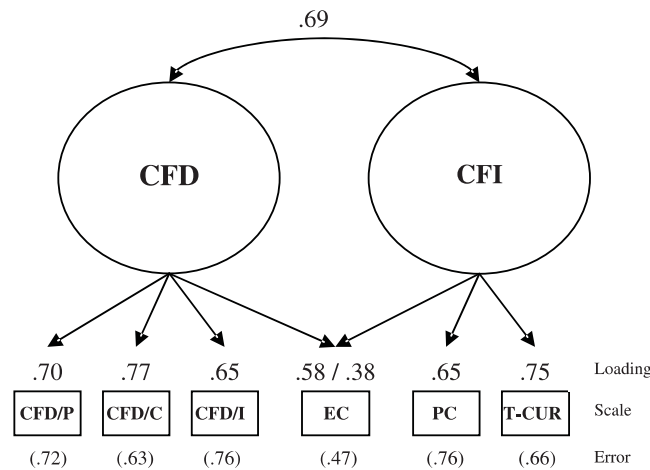 .69
CFD CFI
.70 .77 .65 .58 / .38 .65 .75 Loading
CFD/P CFD/C CFD/I EC PC T-CUR Scale
(.72) (.63) (.76) (.47) (.76) (.66) Error